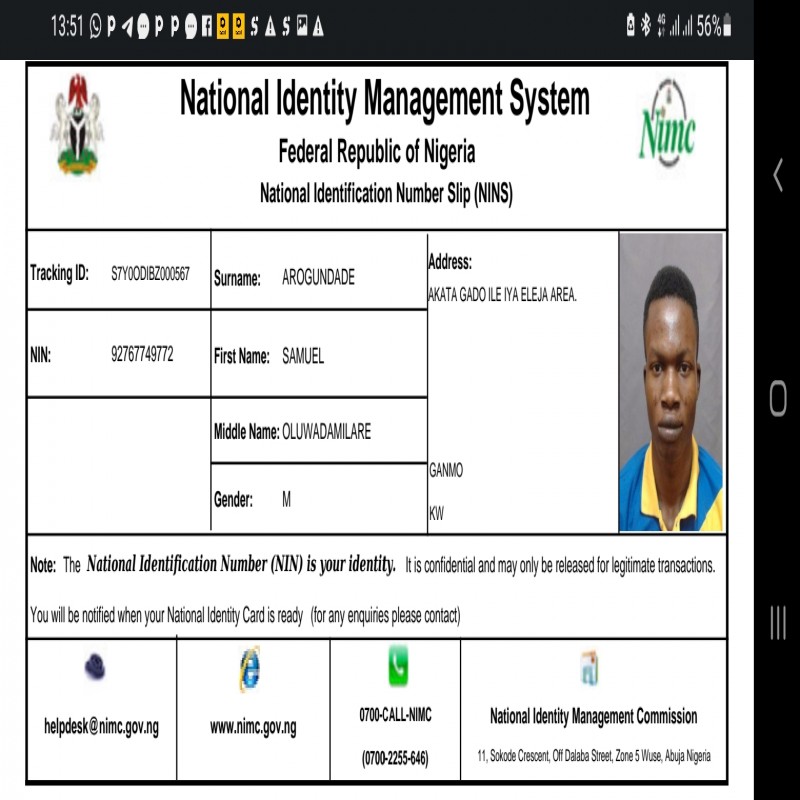 13:51
4G
56%
National Identity Management System
Federal Republic of Nigeria
National Identification Number Slip (NINS)
Nimc
Tracking ID: S7Y0ODIBZ000567
Surname: AROGUNDADE
Address:
AKATA GADO ILE IYA ELEJA AREA.
NIN: 92767749772
First Name: SAMUEL
Middle Name: OLUWADAMILARE
GANMO
Gender: M
KW
Note: The National Identification Number (NIN) is your identity. It is confidential and may only be released for legitimate transactions.
You will be notified when your National Identity Card is ready (for any enquiries please contact)
helpdesk@nimc.gov.ng
www.nimc.gov.ng
0700-CALL-NIMC
(0700-2255-646)
National Identity Management Commission
11, Sokode Crescent, Off Dalaba Street, Zone 5 Wuse, Abuja Nigeria